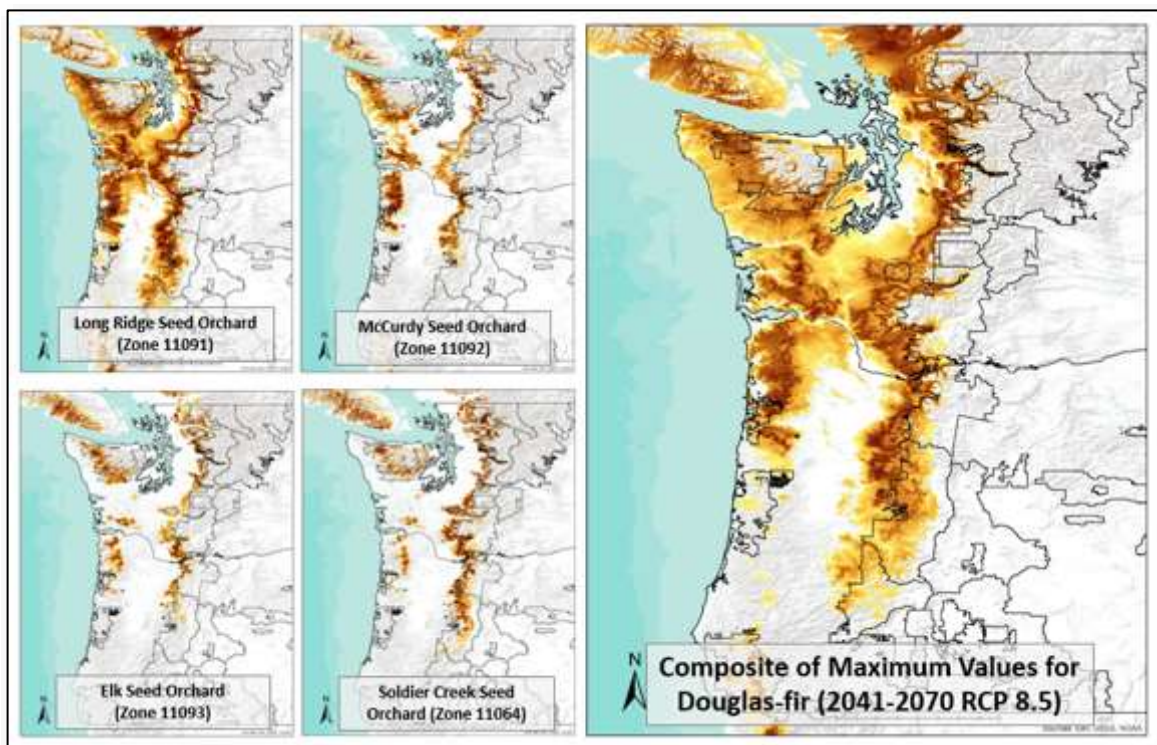 Long Ridge Seed Orchard
(Zone 11091)
N
McCurdy Seed Orchard
(Zone 11092)
N
Elk Seed Orchard
(Zone 11093)
N
Soldier Creek Seed
Orchard (Zone 11064)
N
Composite of Maximum Values for
Douglas-fir (2041-2070 RCP 8.5)
N